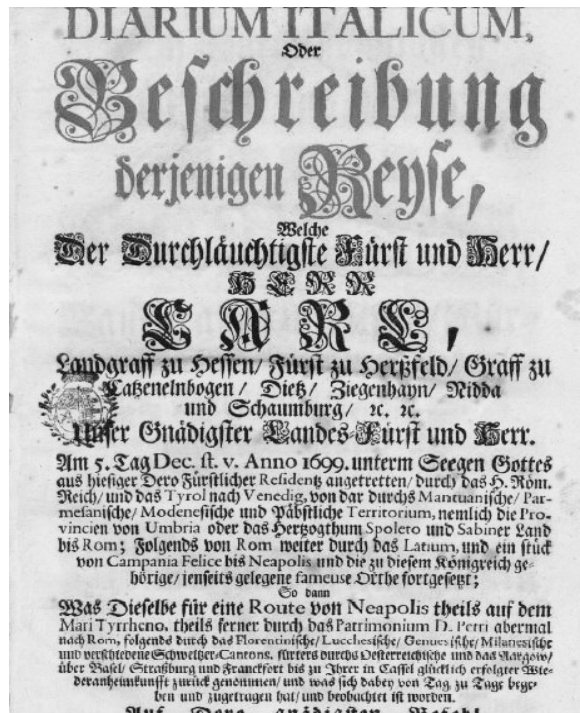 DIARIUM ITALICUM,
Oder
Beschreibung
derjenigen Reyse,
Welche
Der Durchläuchtigste Fürst und Herr/
HERR
CARL,
Landgraff zu Hessen/ Fürst zu Herßfeld/ Graff zu
Catzenelnbogen/ Dietz/ Ziegenhayn/ Nidda
und Schaumburg/ ꝛc. ꝛc.
Unser Gnädigster Landes-Fürst und Herr.
Am 5. Tag Dec. st. v. Anno 1699. unterm Seegen Gottes
aus hiesiger Dero Fürstlicher Residentz angetretten/ durch das H. Röm.
Reich/ und das Tyrol nach Venedig, von dar durchs Mantuanische/ Par-
mesanische/ Modenesische und Päbstliche Territorium, nemlich die Pro-
vincien von Umbria oder das Hertzogthum Spoleto und Sabiner Land
bis Rom; Folgends von Rom weiter durch das Latium, und ein stück
von Campania Felice bis Neapolis und die zu diesem Königreich ge-
hörige/ jenseits gelegene fameuse Örthe fortgesetzt;
So dann
Was Dieselbe für eine Route von Neapolis theils auf dem
Mari Tyrrheno, theils ferner durch das Patrimonium D. Petri abermal
nach Rom, folgends durch das Florentinische/ Lucchesische/ Genuesische/ Milanesische
und verschiedene Schweitzer-Cantons, fürters durchs Oesterreichische und das Aargöw/
über Basel/ Straßburg und Franckfort bis zu Ihrer in Cassel glücklich erfolgter Wie-
deranheimkunfft zurück genommen/ und was sich dabey von Tag zu Tage bege-
ben und zugetragen hat/ und beobachtet ist worden.
Auf Dero gnädigsten Befehl